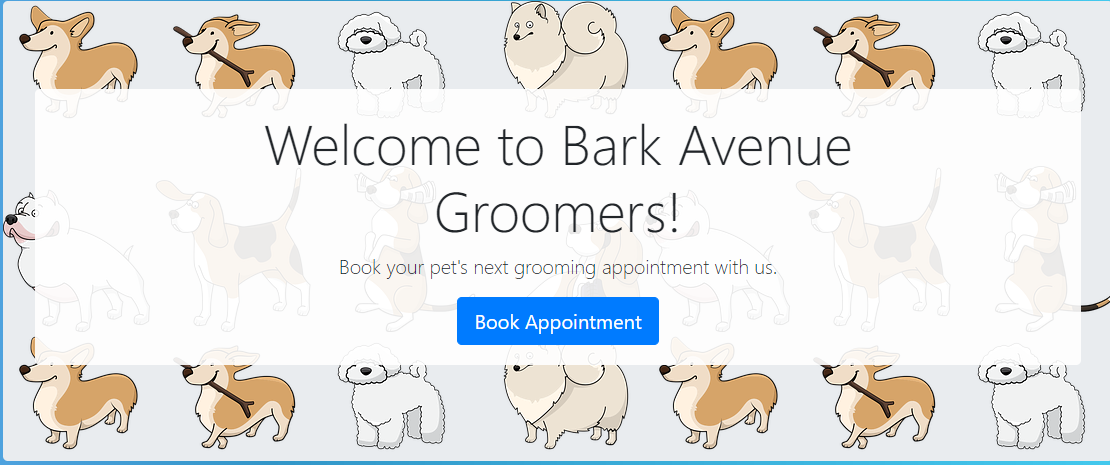 Welcome to Bark Avenue
Groomers!
Book your pet's next grooming appointment with us.
Book Appointment